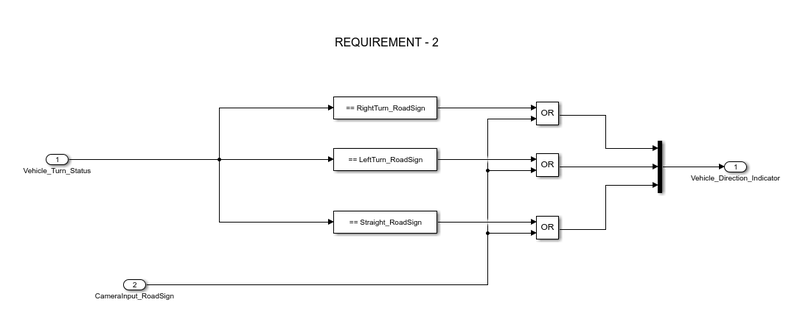 REQUIREMENT - 2
== RightTurn_RoadSign
OR
1
Vehicle_Turn_Status
== LeftTurn_RoadSign
OR
1
Vehicle_Direction_Indicator
== Straight_RoadSign
OR
2
CameraInput_RoadSign